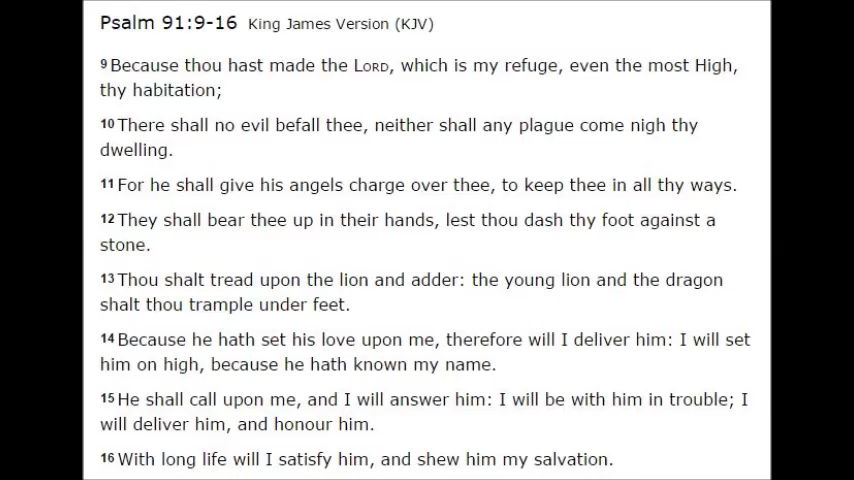 Psalm 91:9-16 King James Version (KJV)
9 Because thou hast made the LORD, which is my refuge, even the most High,
thy habitation;
10 There shall no evil befall thee, neither shall any plague come nigh thy
dwelling.
11 For he shall give his angels charge over thee, to keep thee in all thy ways.
12 They shall bear thee up in their hands, lest thou dash thy foot against a
stone.
13 Thou shalt tread upon the lion and adder: the young lion and the dragon
shalt thou trample under feet.
14 Because he hath set his love upon me, therefore will I deliver him: I will set
him on high, because he hath known my name.
15 He shall call upon me, and I will answer him: I will be with him in trouble; I
will deliver him, and honour him.
16 With long life will I satisfy him, and shew him my salvation.